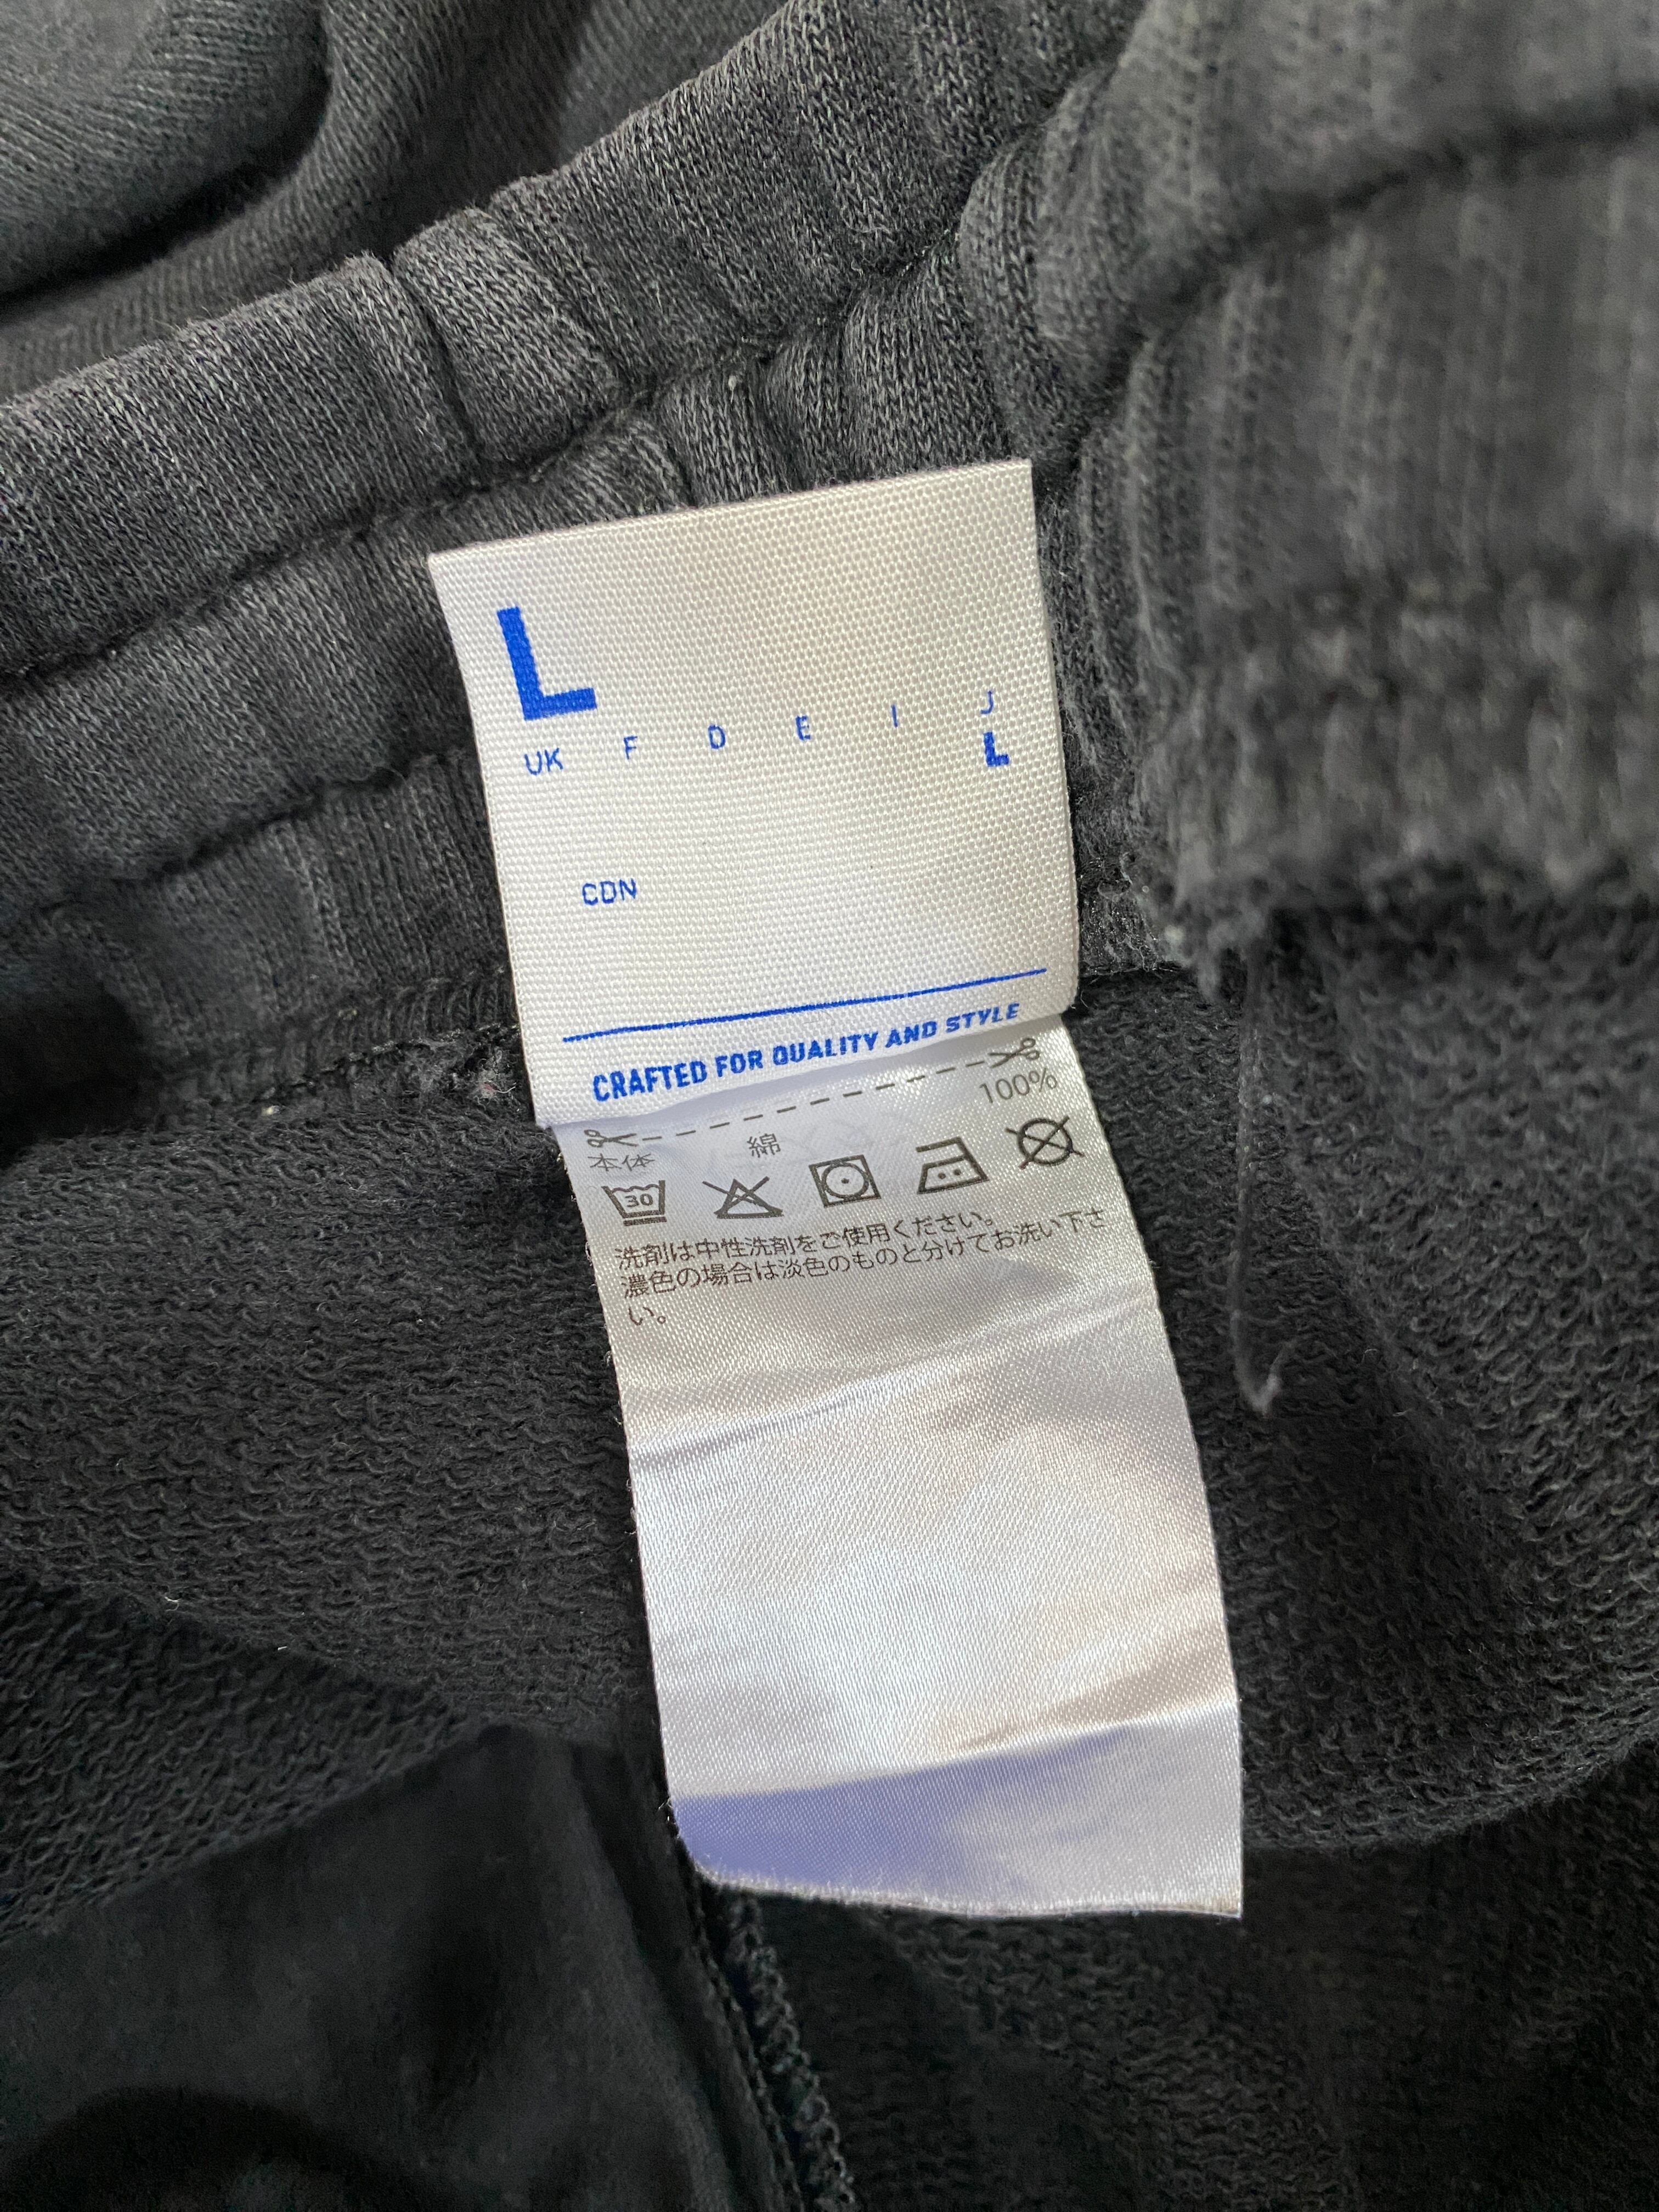 L
UK F D E I J
L
CDN
CRAFTED FOR QUALITY AND STYLE
本体 綿 100%
30
洗剤は中性洗剤をご使用ください。
濃色の場合は淡色のものと分けてお洗い下さ
い。